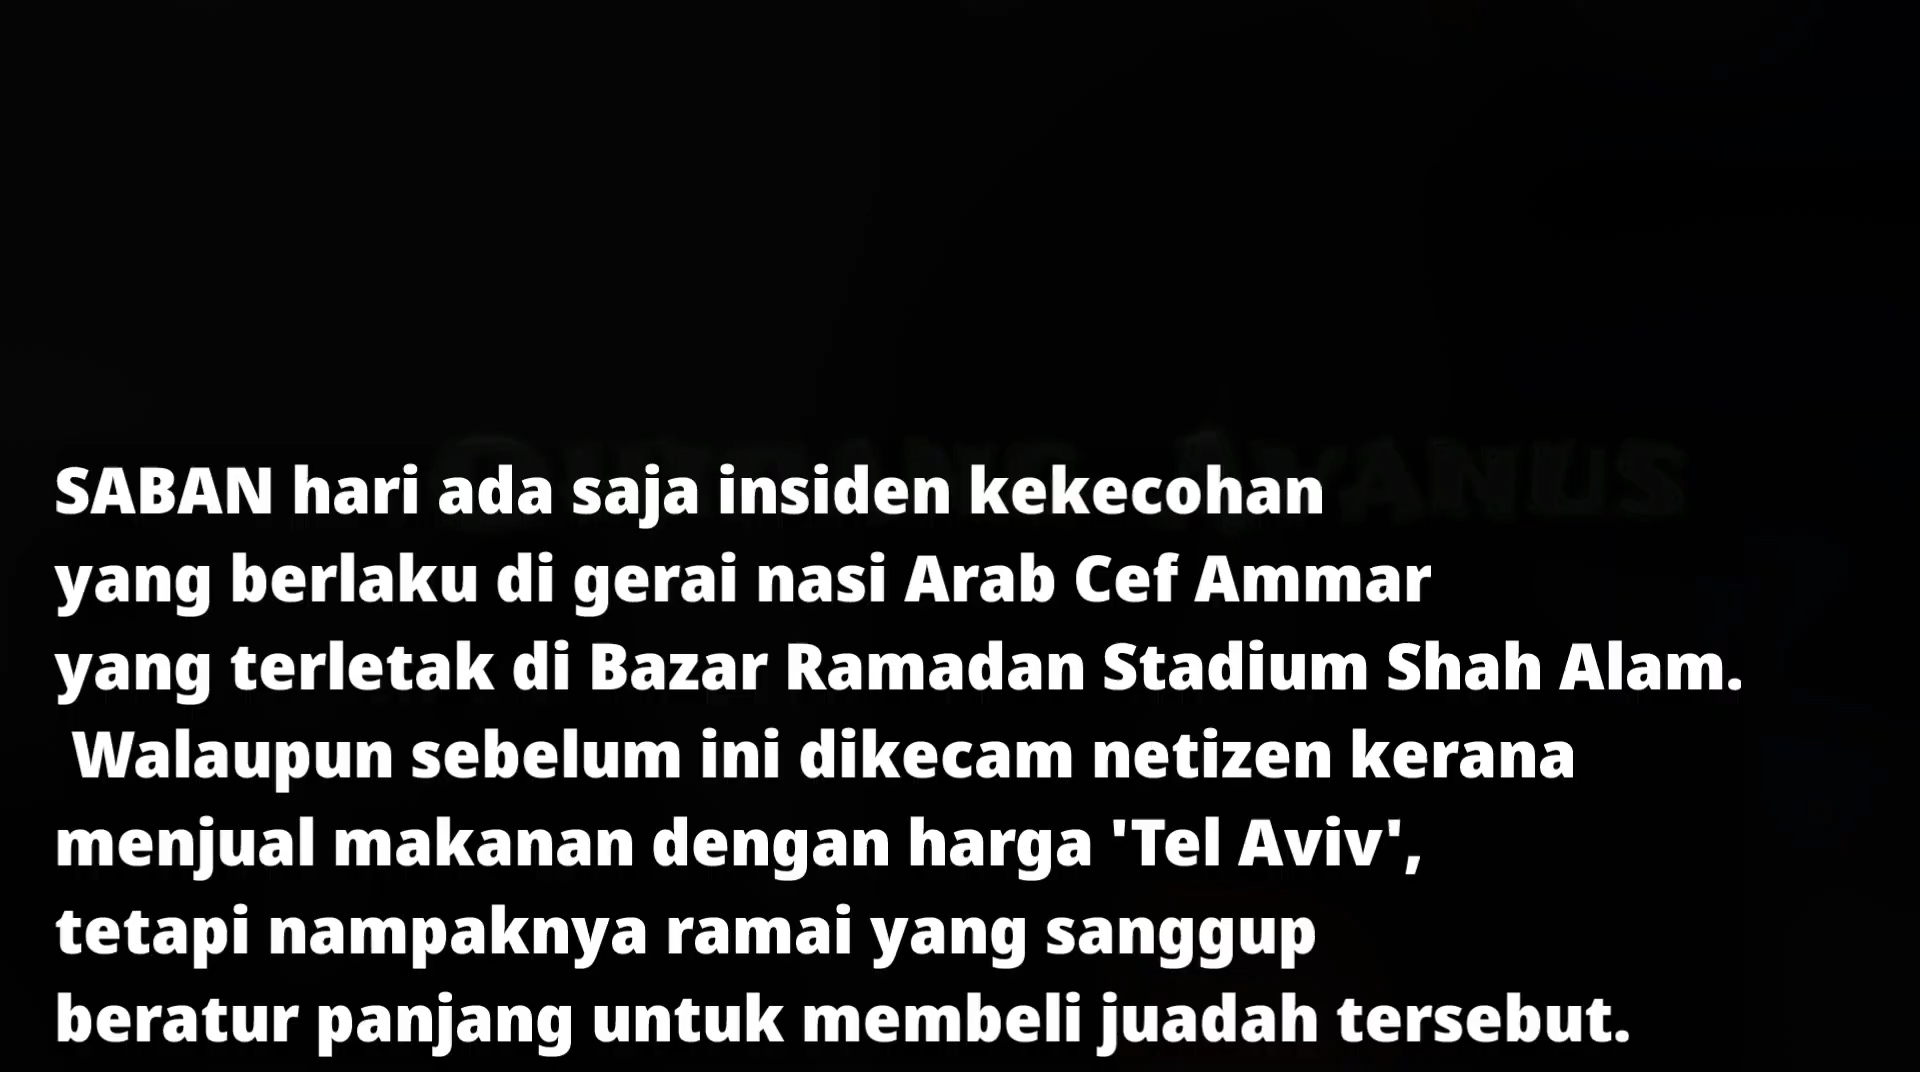 SABAN hari ada saja insiden kekecohan
yang berlaku di gerai nasi Arab Cef Ammar
yang terletak di Bazar Ramadan Stadium Shah Alam.
Walaupun sebelum ini dikecam netizen kerana
menjual makanan dengan harga 'Tel Aviv',
tetapi nampaknya ramai yang sanggup
beratur panjang untuk membeli juadah tersebut.